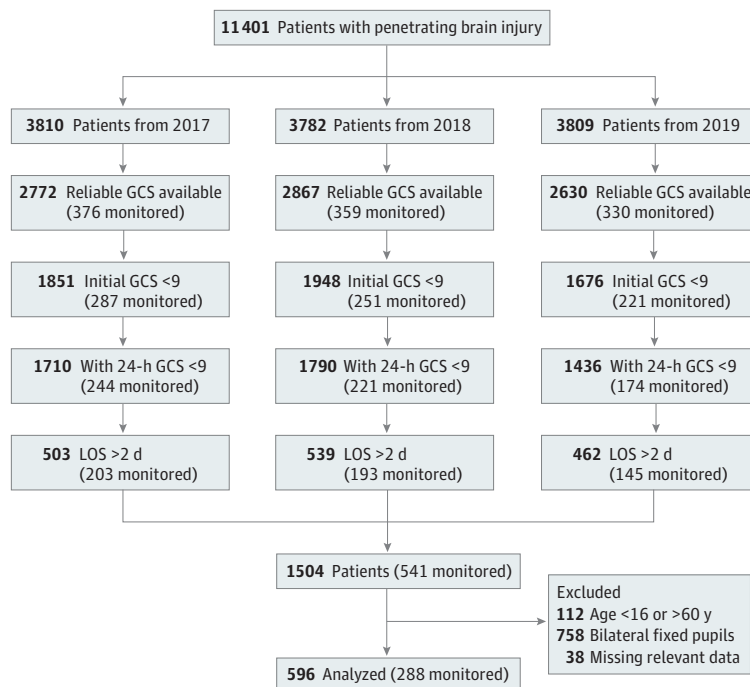 11 401 Patients with penetrating brain injury
3810 Patients from 2017
3782 Patients from 2018
3809 Patients from 2019
2772 Reliable GCS available
(376 monitored)
2867 Reliable GCS available
(359 monitored)
2630 Reliable GCS available
(330 monitored)
1851 Initial GCS <9
(287 monitored)
1948 Initial GCS <9
(251 monitored)
1676 Initial GCS <9
(221 monitored)
1710 With 24-h GCS <9
(244 monitored)
1790 With 24-h GCS <9
(221 monitored)
1436 With 24-h GCS <9
(174 monitored)
503 LOS >2 d
(203 monitored)
539 LOS >2 d
(193 monitored)
462 LOS >2 d
(145 monitored)
1504 Patients (541 monitored)
Excluded
112 Age <16 or >60 y
758 Bilateral fixed pupils
38 Missing relevant data
596 Analyzed (288 monitored)